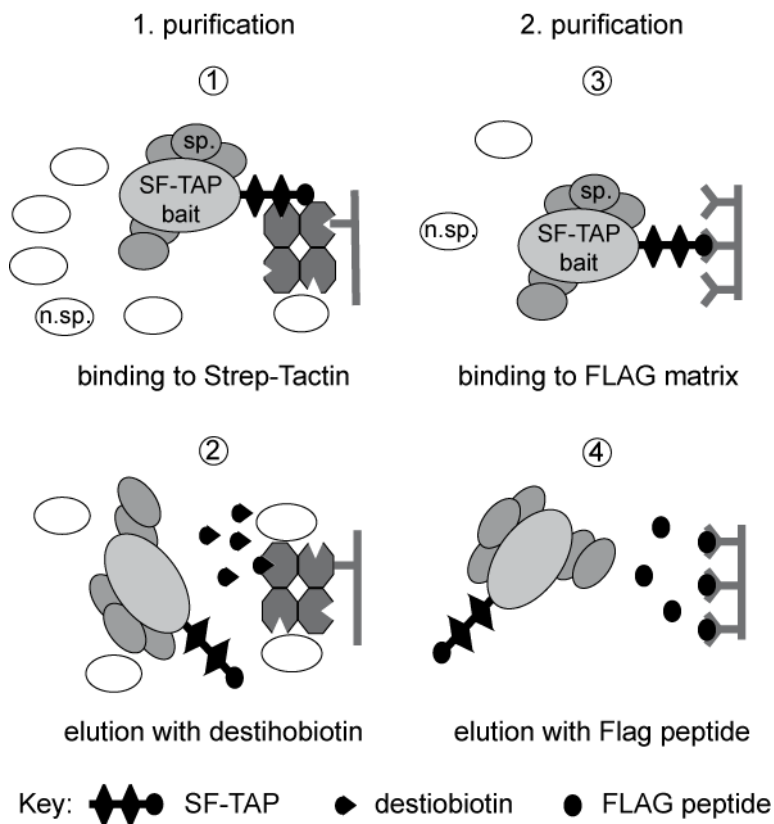 1. purification
2. purification
1
sp.
SF-TAP
bait
n.sp.
binding to Strep-Tactin
3
sp.
n.sp.
SF-TAP
bait
binding to FLAG matrix
2
elution with destihobiotin
4
elution with Flag peptide
Key: SF-TAP destiobiotin FLAG peptide